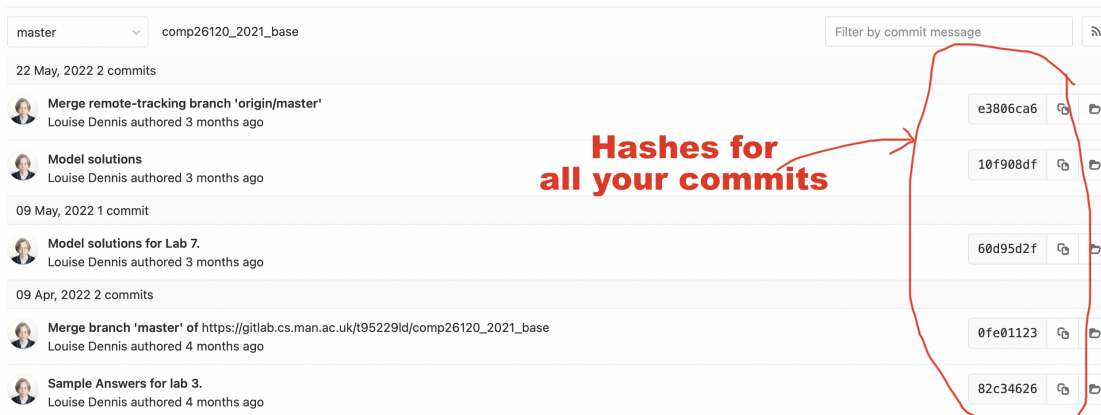 master
comp26120_2021_base
Filter by commit message
22 May, 2022 2 commits
Merge remote-tracking branch 'origin/master'
Louise Dennis authored 3 months ago
e3806ca6
Model solutions
Louise Dennis authored 3 months ago
10f908df
Hashes for
all your commits
09 May, 2022 1 commit
Model solutions for Lab 7.
Louise Dennis authored 3 months ago
60d95d2f
09 Apr, 2022 2 commits
Merge branch 'master' of https://gitlab.cs.man.ac.uk/t95229ld/comp26120_2021_base
Louise Dennis authored 4 months ago
0fe01123
Sample Answers for lab 3.
Louise Dennis authored 4 months ago
82c34626